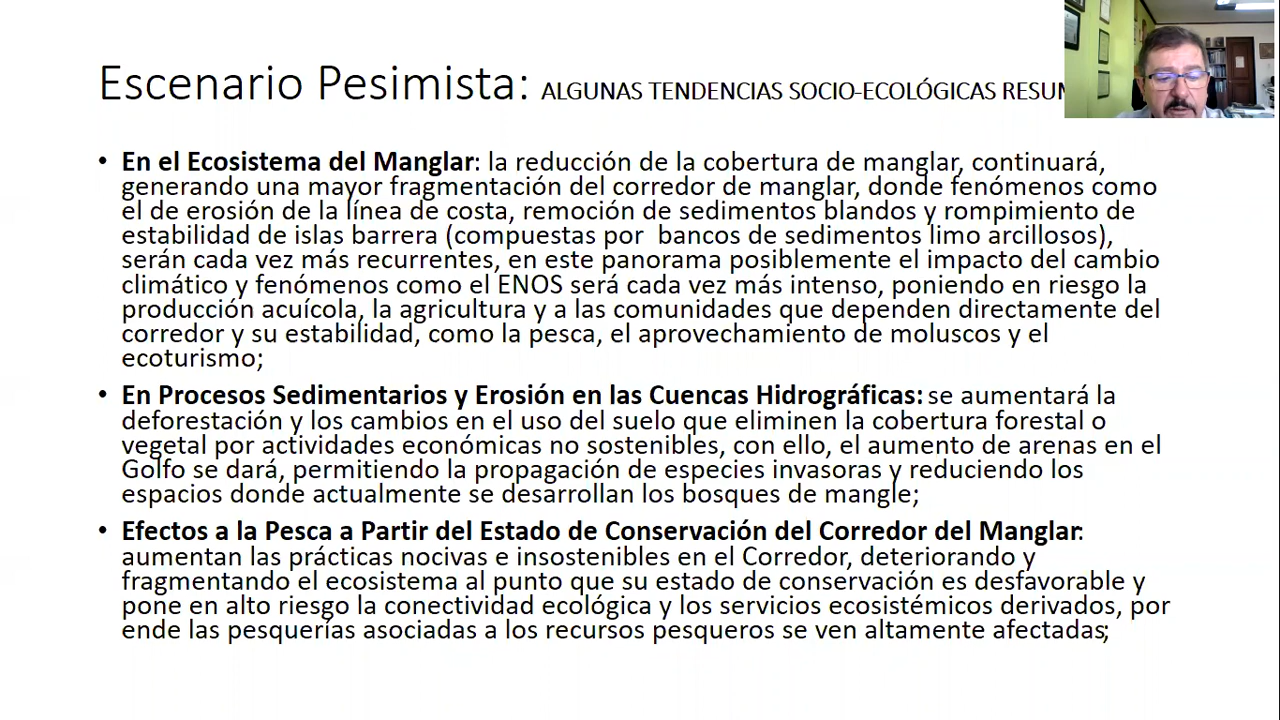 Escenario Pesimista: ALGUNAS TENDENCIAS SOCIO-ECOLÓGICAS
• En el Ecosistema del Manglar: la reducción de la cobertura de manglar, continuará,
generando una mayor fragmentación del corredor de manglar, donde fenómenos como
el de erosión de la línea de costa, remoción de sedimentos blandos y rompimiento de
estabilidad de islas barrera (compuestas por bancos de sedimentos limo arcillosos),
serán cada vez más recurrentes, en este panorama posiblemente el impacto del cambio
climático y fenómenos como el ENOS será cada vez más intenso, poniendo en riesgo la
producción acuícola, la agricultura y a las comunidades que dependen directamente del
corredor y su estabilidad, como la pesca, el aprovechamiento de moluscos y el
ecoturismo;
• En Procesos Sedimentarios y Erosión en las Cuencas Hidrográficas: se aumentará la
deforestación y los cambios en el uso del suelo que eliminen la cobertura forestal o
vegetal por actividades económicas no sostenibles, con ello, el aumento de arenas en el
Golfo se dará, permitiendo la propagación de especies invasoras y reduciendo los
espacios donde actualmente se desarrollan los bosques de mangle;
• Efectos a la Pesca a Partir del Estado de Conservación del Corredor del Manglar:
aumentan las prácticas nocivas e insostenibles en el Corredor, deteriorando y
fragmentando el ecosistema al punto que su estado de conservación es desfavorable y
pone en alto riesgo la conectividad ecológica y los servicios ecosistémicos derivados, por
ende las pesquerías asociadas a los recursos pesqueros se ven altamente afectadas;